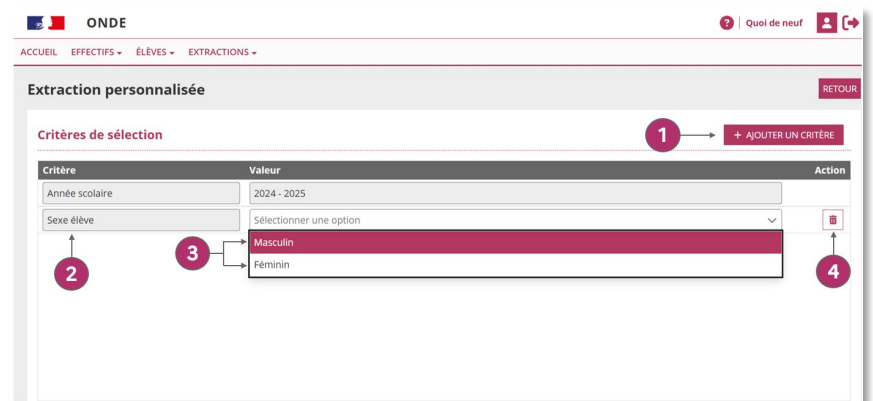 ONDE
? | Quoi de neuf
ACCUEIL EFFECTIFS ÉLÈVES EXTRACTIONS
Extraction personnalisée
RETOUR
Critères de sélection
1
+ AJOUTER UN CRITÈRE
Critère Valeur Action
Année scolaire 2024 - 2025
Sexe élève Sélectionner une option
Masculin
3
Féminin
2
4